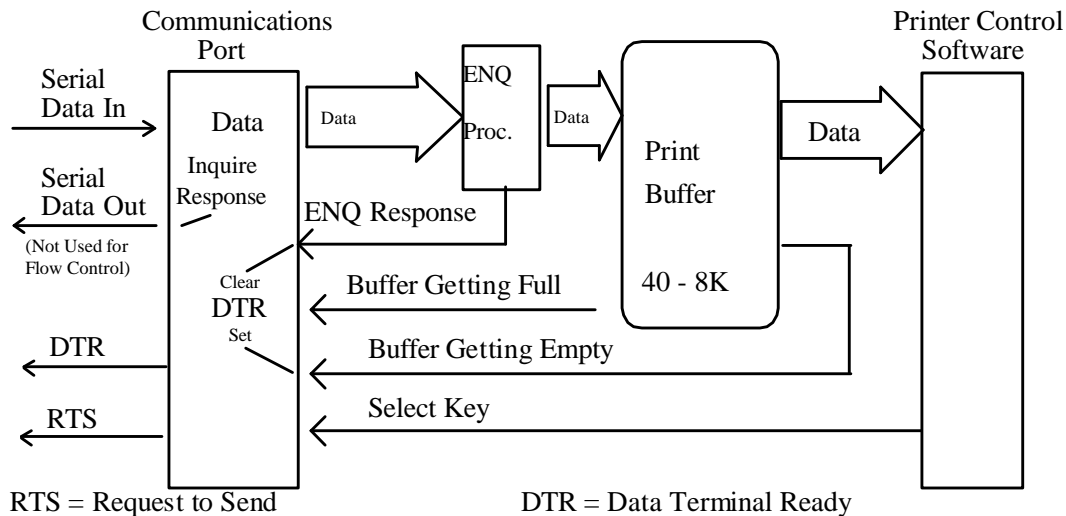 Communications
Port
Printer Control
Software
Serial
Data In
Data
Data
ENQ
Proc.
Data
Print
Buffer
40 - 8K
Data
Inquire
Response
Serial
Data Out
(Not Used for
Flow Control)
ENQ Response
Clear
DTR
Set
Buffer Getting Full
Buffer Getting Empty
DTR
Select Key
RTS
RTS = Request to Send
DTR = Data Terminal Ready